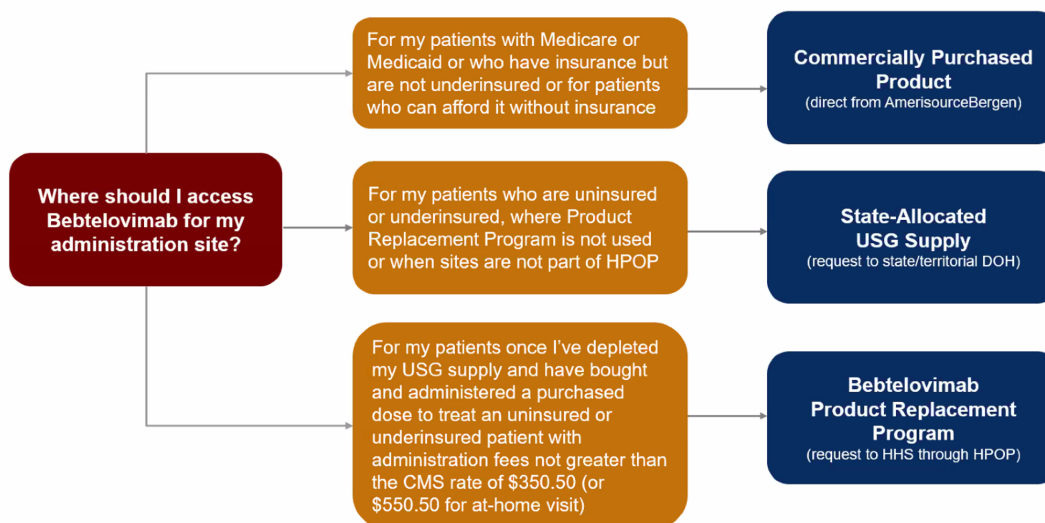 Where should I access
Bebtelovimab for my
administration site?
For my patients with Medicare or
Medicaid or who have insurance but
are not underinsured or for patients
who can afford it without insurance
Commercially Purchased
Product
(direct from AmerisourceBergen)
For my patients who are uninsured
or underinsured, where Product
Replacement Program is not used
or when sites are not part of HPOP
State-Allocated
USG Supply
(request to state/territorial DOH)
For my patients once I've depleted
my USG supply and have bought
and administered a purchased
dose to treat an uninsured or
underinsured patient with
administration fees not greater than
the CMS rate of $350.50 (or
$550.50 for at-home visit)
Bebtelovimab
Product Replacement
Program
(request to HHS through HPOP)